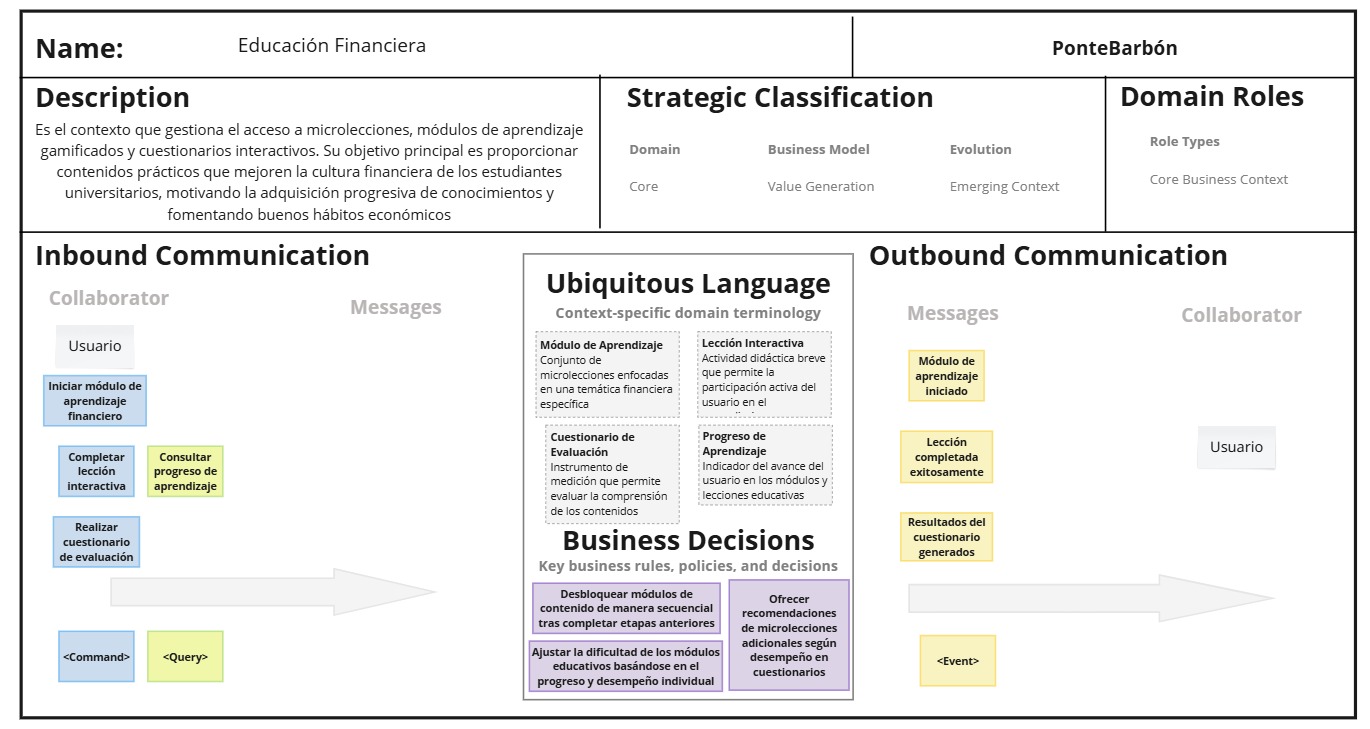 Name:
Educación Financiera
PonteBarbón
Description
Es el contexto que gestiona el acceso a microlecciones, módulos de aprendizaje
gamificados y cuestionarios interactivos. Su objetivo principal es proporcionar
contenidos prácticos que mejoren la cultura financiera de los estudiantes
universitarios, motivando la adquisición progresiva de conocimientos y
fomentando buenos hábitos económicos
Strategic Classification
Domain
Business Model
Evolution
Core
Value Generation
Emerging Context
Domain Roles
Role Types
Core Business Context
Inbound Communication
Collaborator
Messages
Usuario
Iniciar módulo de
aprendizaje
financiero
Completar
lección
interactiva
Consultar
progreso de
aprendizaje
Realizar
cuestionario
de evaluación
<Command>
<Query>
Ubiquitous Language
Context-specific domain terminology
Módulo de Aprendizaje
Conjunto de
microlecciones enfocadas
en una temática financiera
específica
Lección Interactiva
Actividad didáctica breve
que permite la
participación activa del
usuario en el
Cuestionario de
Evaluación
Instrumento de
medición que permite
evaluar la comprensión
de los contenidos
Progreso de
Aprendizaje
Indicador del avance del
usuario en los módulos y
lecciones educativas
Business Decisions
Key business rules, policies, and decisions
Desbloquear módulos de
contenido de manera secuencial
tras completar etapas anteriores
Ajustar la dificultad de los módulos
educativos basándose en el
progreso y desempeño individual
Ofrecer
recomendaciones
de microlecciones
adicionales según
desempeño en
cuestionarios
Outbound Communication
Messages
Collaborator
Módulo de
aprendizaje
iniciado
Lección
completada
exitosamente
Resultados del
cuestionario
generados
Usuario
<Event>